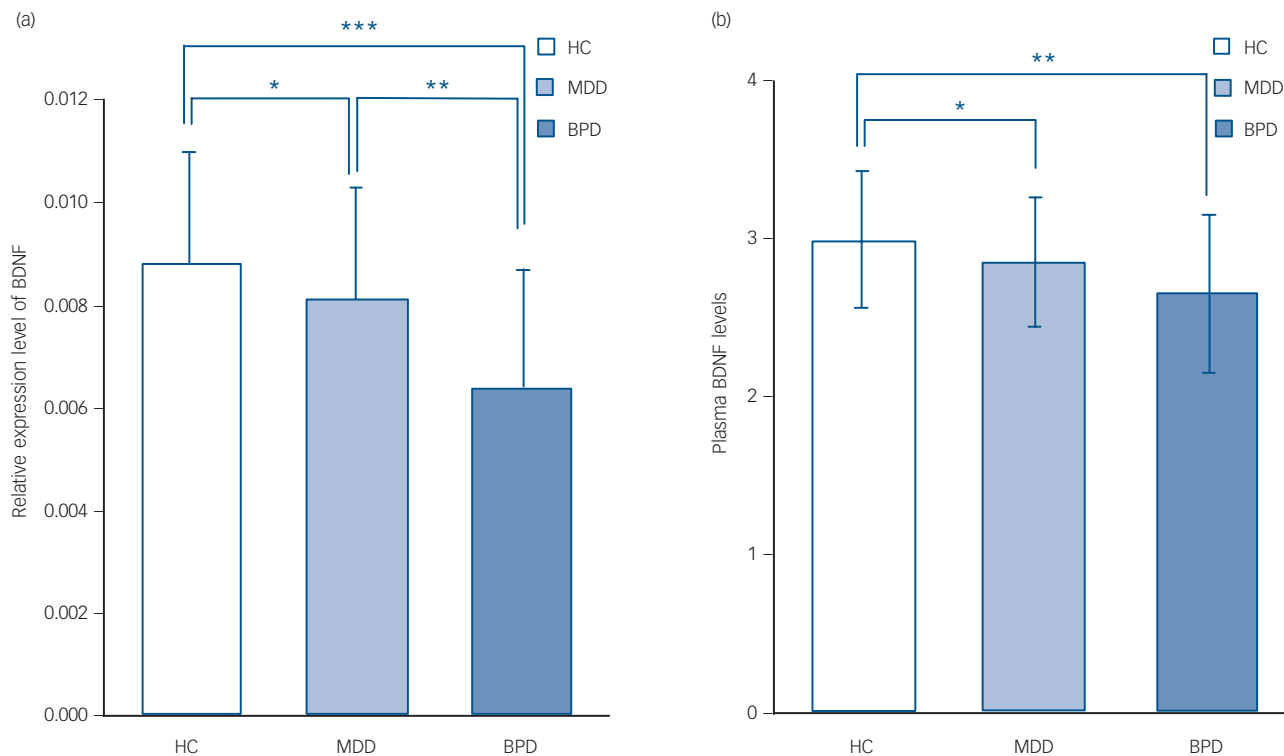 (a)
***
HC
*
**
MDD
BPD
0.012
0.010
0.008
0.006
0.004
0.002
0.000
Relative expression level of BDNF
HC MDD BPD
(b)
HC
**
MDD
*
BPD
4
3
2
1
0
Plasma BDNF levels
HC MDD BPD